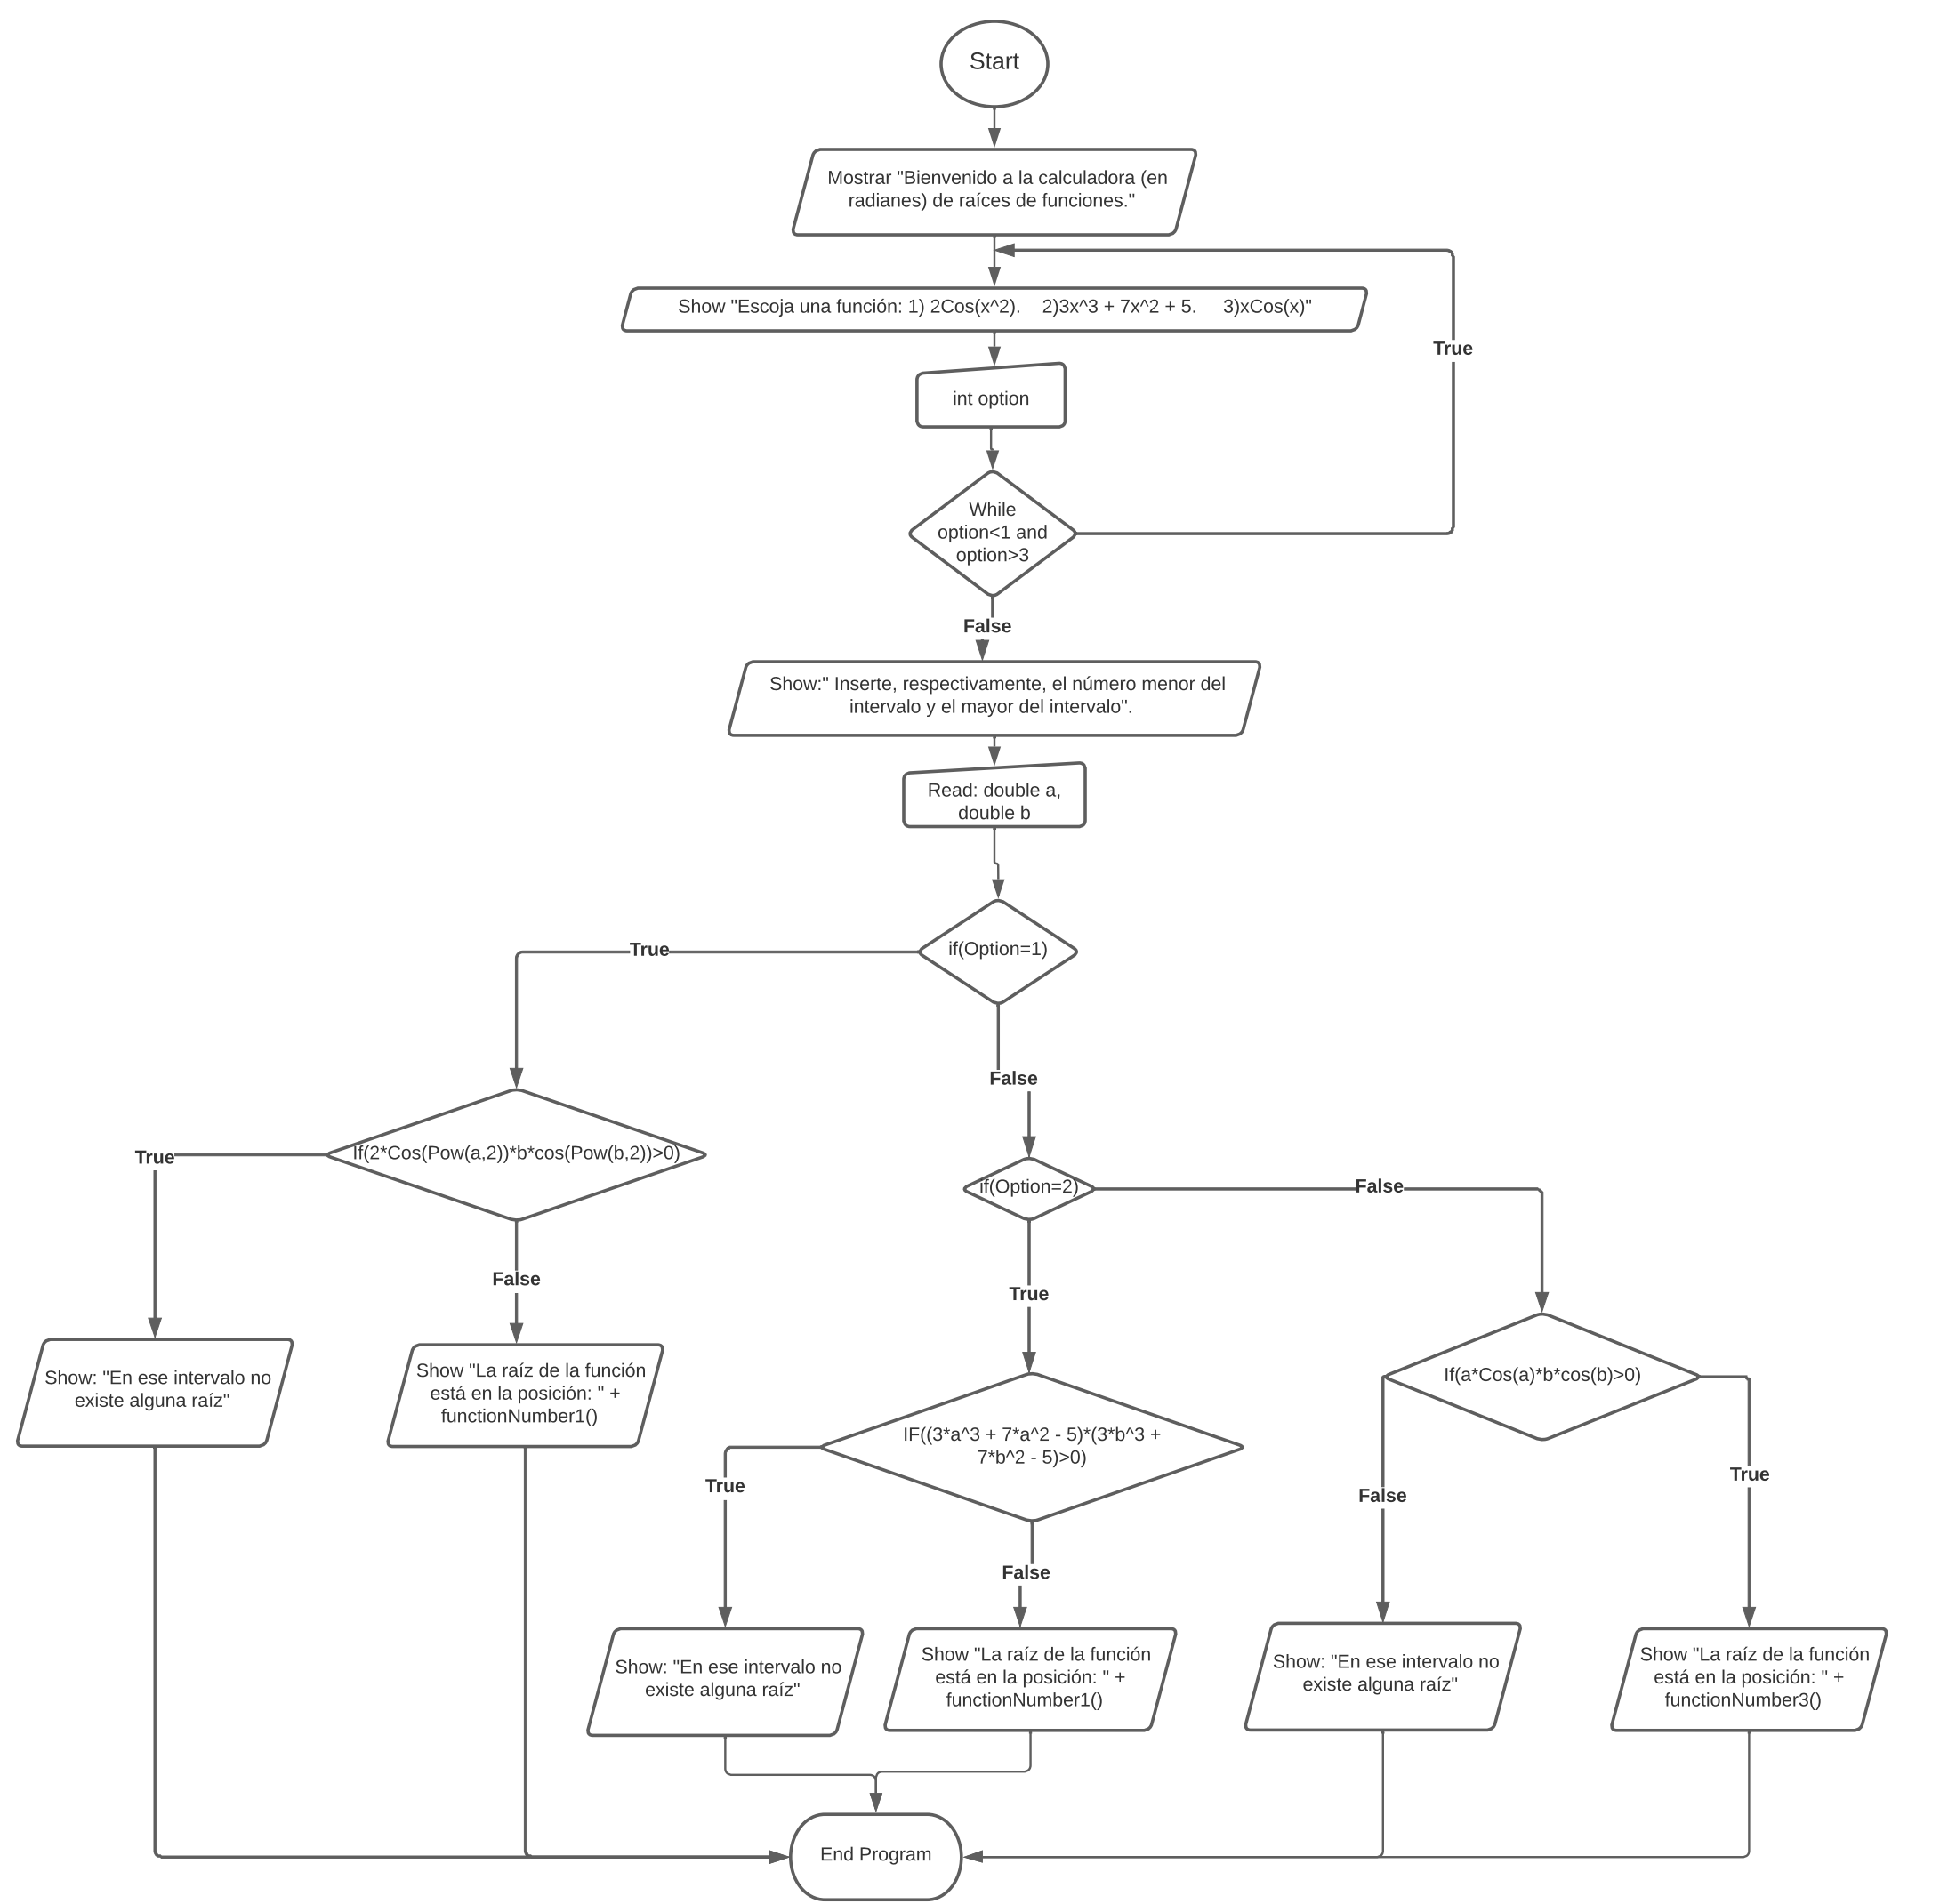 Start
Mostrar "Bienvenido a la calculadora (en
radianes) de raíces de funciones."
Show "Escoja una función: 1) 2Cos(x^2).    2)3x^3 + 7x^2 + 5.     3)xCos(x)"
True
int option
While
option<1 and
option>3
False
Show:" Inserte, respectivamente, el número menor del
intervalo y el mayor del intervalo".
Read: double a,
double b
if(Option=1)
True
False
If(2*Cos(Pow(a,2))*b*cos(Pow(b,2))>0)
True
False
if(Option=2)
False
True
Show: "En ese intervalo no
existe alguna raíz"
Show "La raíz de la función
está en la posición: " +
functionNumber1()
IF((3*a^3 + 7*a^2 - 5)*(3*b^3 +
7*b^2 - 5)>0)
True
False
If(a*Cos(a)*b*cos(b)>0)
False
True
Show: "En ese intervalo no
existe alguna raíz"
Show "La raíz de la función
está en la posición: " +
functionNumber1()
Show: "En ese intervalo no
existe alguna raíz"
Show "La raíz de la función
está en la posición: " +
functionNumber3()
End Program